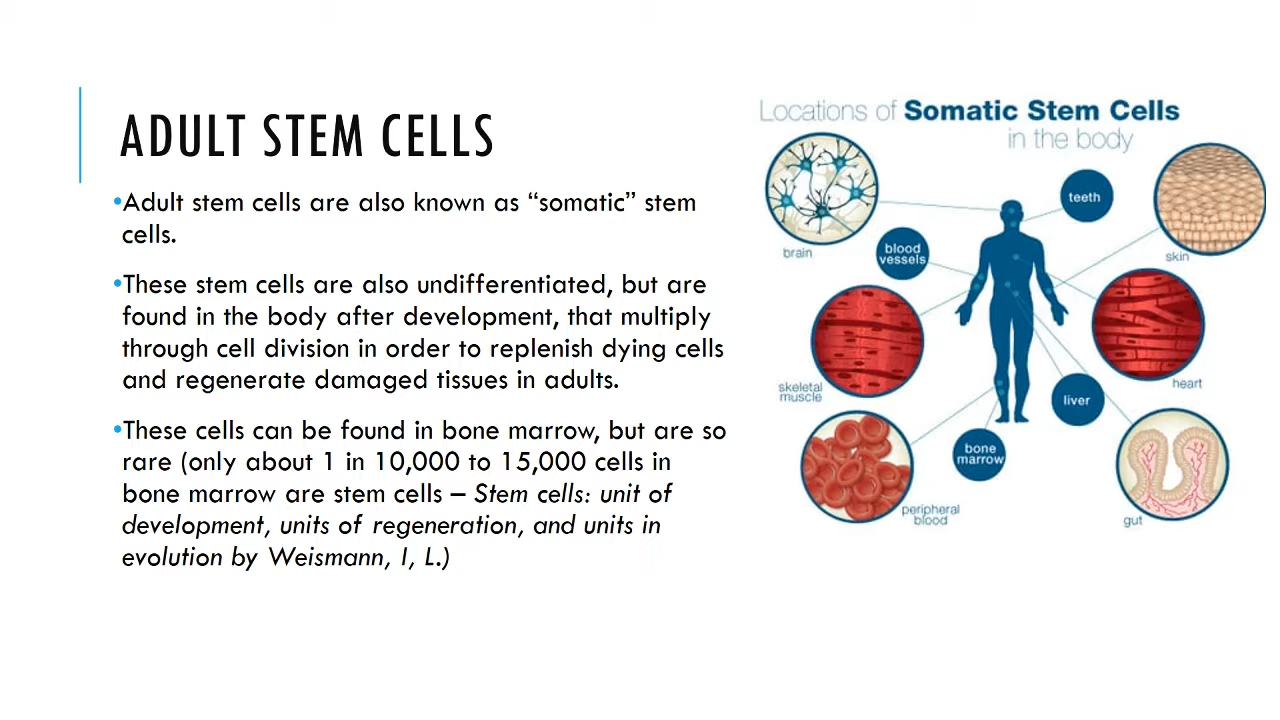 ADULT STEM CELLS
•Adult stem cells are also known as “somatic” stem
cells.
•These stem cells are also undifferentiated, but are
found in the body after development, that multiply
through cell division in order to replenish dying cells
and regenerate damaged tissues in adults.
•These cells can be found in bone marrow, but are so
rare (only about 1 in 10,000 to 15,000 cells in
bone marrow are stem cells – Stem cells: unit of
development, units of regeneration, and units in
evolution by Weismann, I, L.)
Locations of Somatic Stem Cells
in the body
brain
teeth
skin
blood
vessels
skeletal
muscle
heart
liver
bone
marrow
peripheral
blood
gut